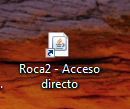 Roca2 - Acceso
directo